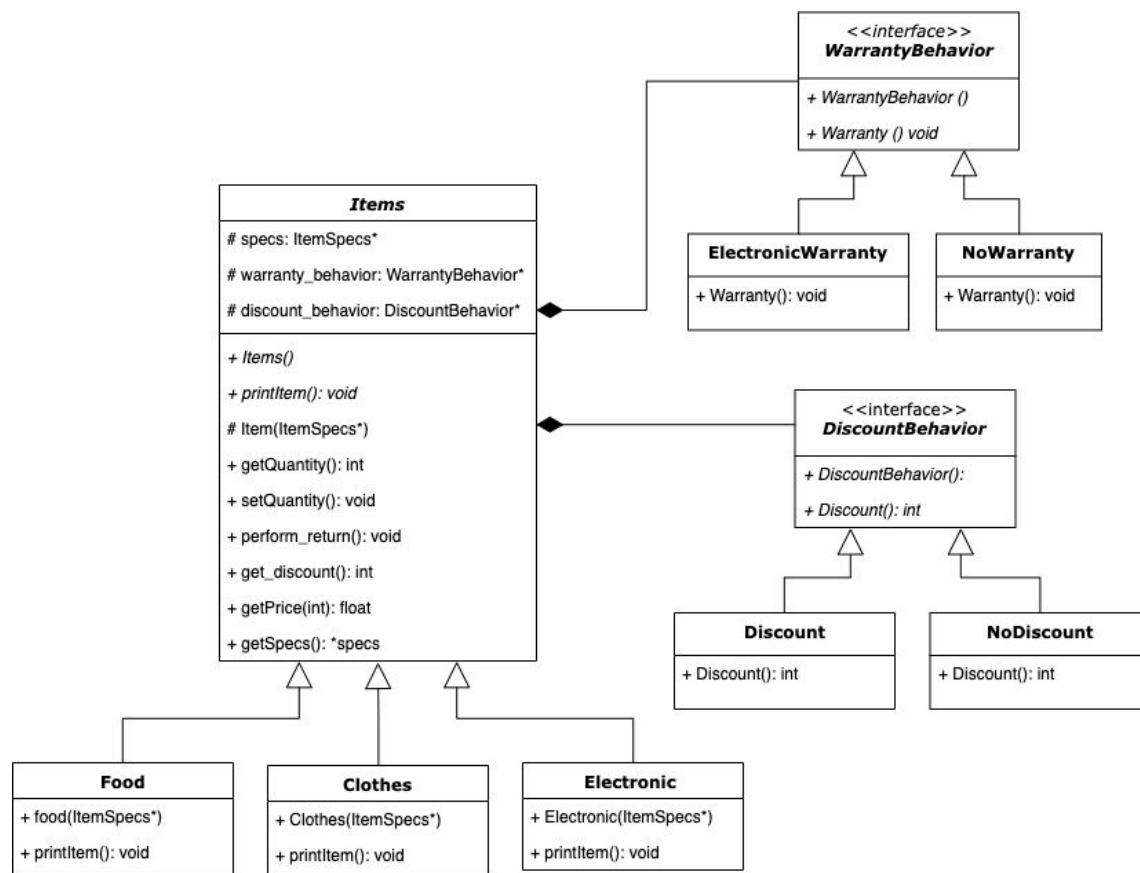 <<interface>>
WarrantyBehavior
+ WarrantyBehavior ()
+ Warranty () void
ElectronicWarranty
+ Warranty(): void
NoWarranty
+ Warranty(): void
Items
# specs: ItemSpecs*
# warranty_behavior: WarrantyBehavior*
# discount_behavior: DiscountBehavior*
+ Items()
+ printItem(): void
# Item(ItemSpecs*)
+ getQuantity(): int
+ setQuantity(): void
+ perform_return(): void
+ get_discount(): int
+ getPrice(int): float
+ getSpecs(): *specs
<<interface>>
DiscountBehavior
+ DiscountBehavior():
+ Discount(): int
Discount
+ Discount(): int
NoDiscount
+ Discount(): int
Food
+ food(ItemSpecs*)
+ printItem(): void
Clothes
+ Clothes(ItemSpecs*)
+ printItem(): void
Electronic
+ Electronic(ItemSpecs*)
+ printItem(): void